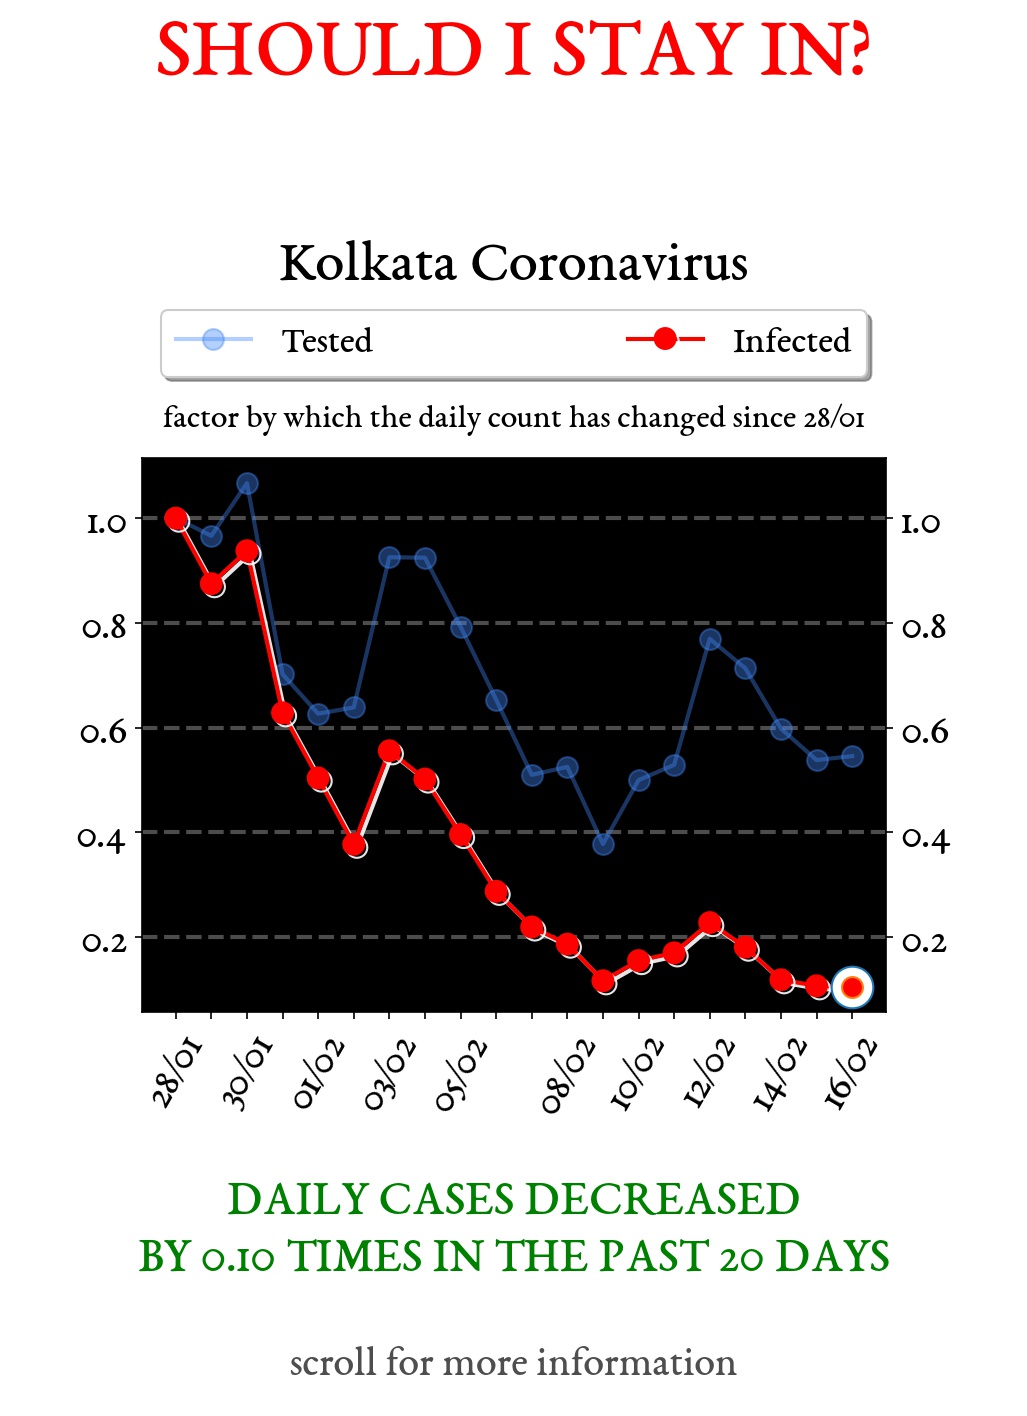 SHOULD I STAY IN?
Kolkata Coronavirus
Tested Infected
factor by which the daily count has changed since 28/01
1.0 1.0
0.8 0.8
0.6 0.6
0.4 0.4
0.2 0.2
28/01 30/01 01/02 03/02 05/02 08/02 10/02 12/02 14/02 16/02
DAILY CASES DECREASED
BY 0.10 TIMES IN THE PAST 20 DAYS
scroll for more information